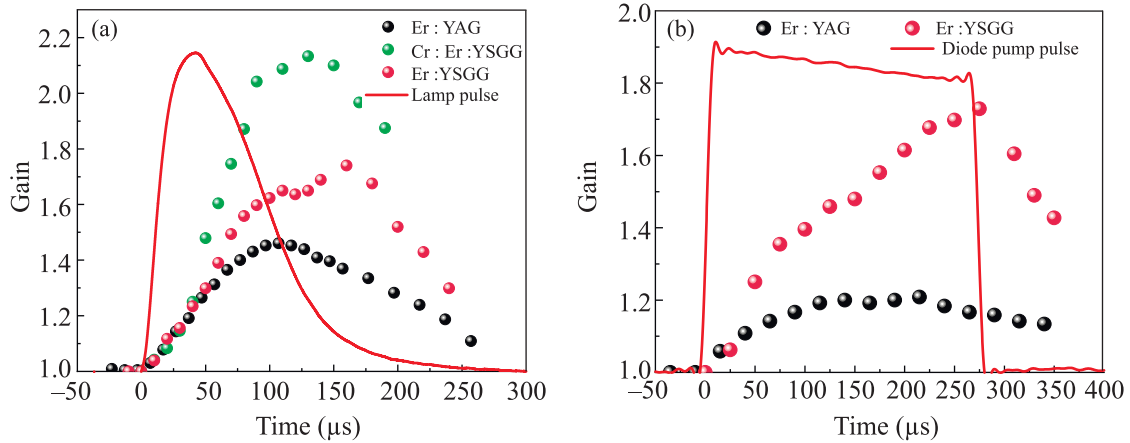 (a)
Er : YAG
Cr : Er :YSGG
Er :YSGG
Lamp pulse
2.2
2.0
1.8
1.6
1.4
1.2
1.0
Gain
–50 0 50 100 150 200 250 300
Time (µs)
(b)
Er : YAG Er :YSGG
Diode pump pulse
2.0
1.8
1.6
1.4
1.2
1.0
Gain
–50 0 50 100 150 200 250 300 350 400
Time (µs)